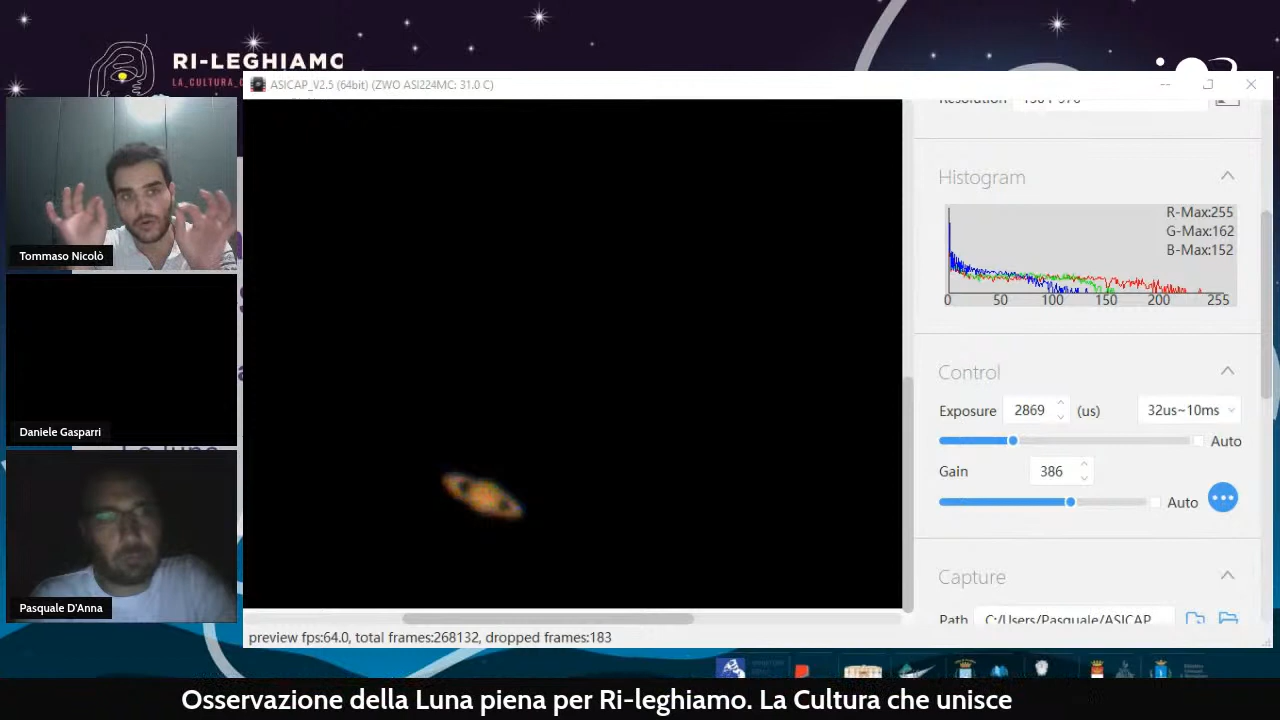 RI-LEGHIAMO
LA_CULTURA_C
ASICAP_V2.5 (64bit) (ZWO ASI224MC: 31.0 C)
Resolution
Histogram
R-Max:255
G-Max:162
B-Max:152
0 50 100 150 200 255
Control
Exposure 2869 (us) 32us~10ms
Auto
Gain 386
Auto
Capture
Path C:/Users/Pasquale/ASICAP
preview fps:64.0, total frames:268132, dropped frames:183
Tommaso Nicolò
Daniele Gasparri
Pasquale D'Anna
Osservazione della Luna piena per Ri-leghiamo. La Cultura che unisce